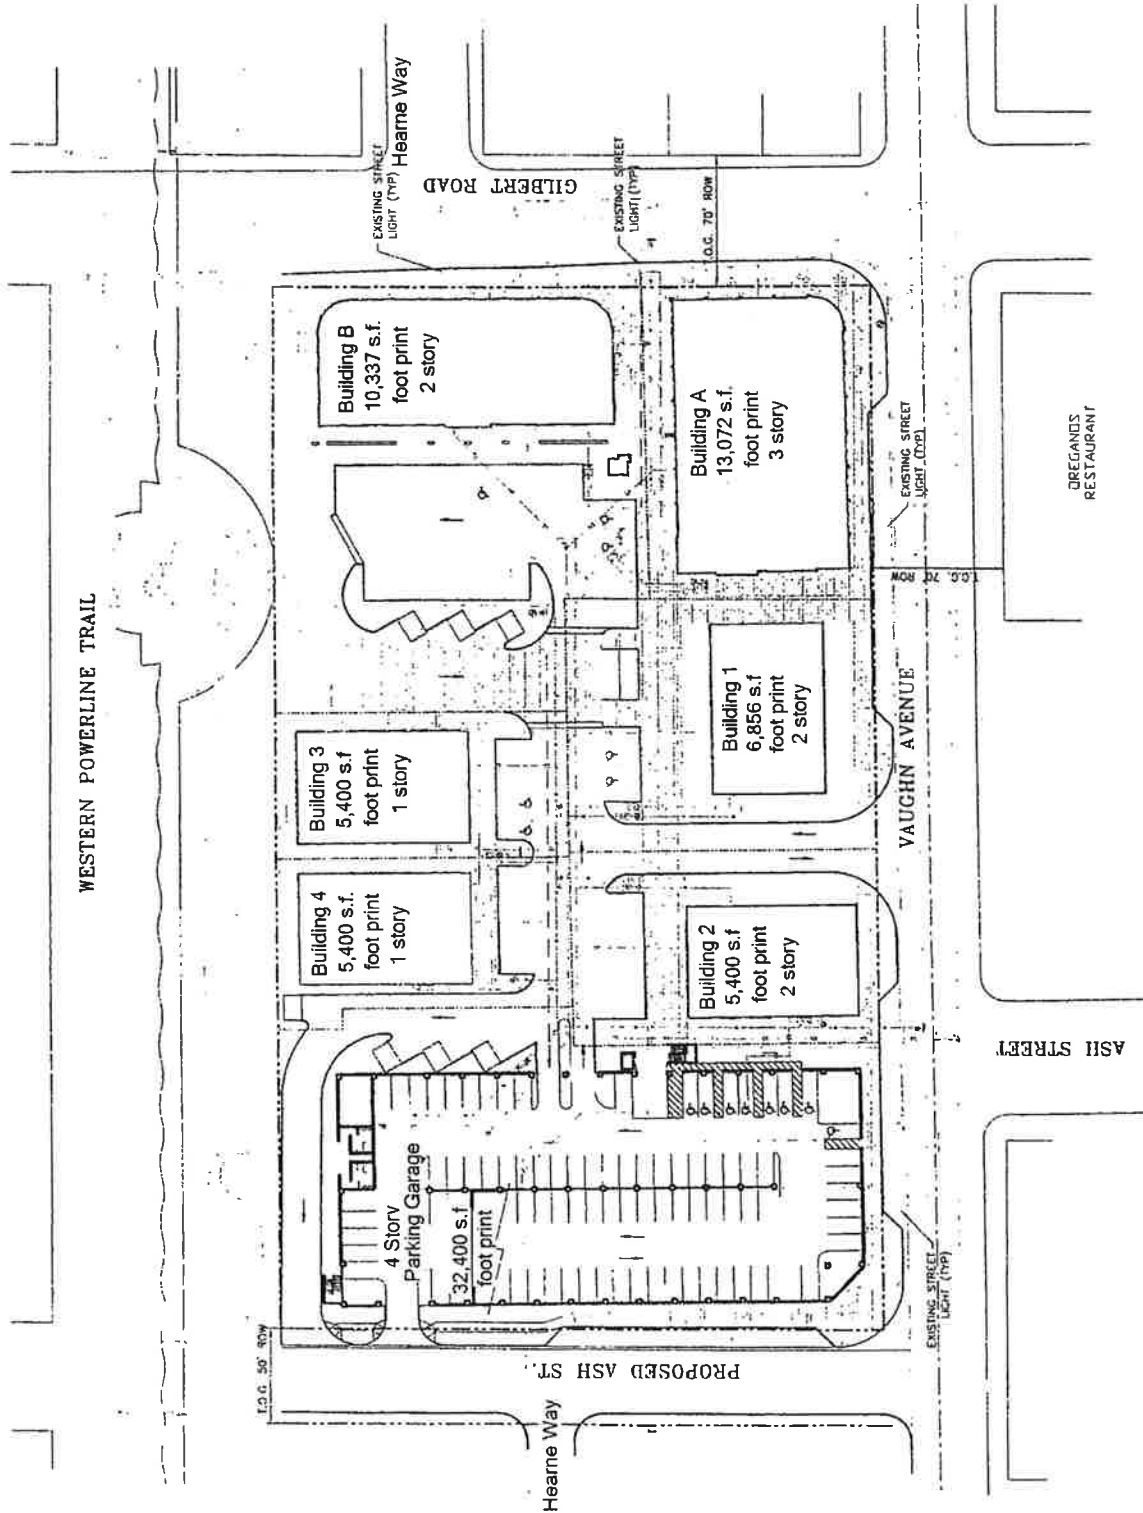 WESTERN POWERLINE TRAIL
EXISTING STREET
LIGHT (TYP)
Hearne Way
GILBERT ROAD
EXISTING STREET
LIGHT (TYP)
T.O.G. 70' ROW
Building B
10,337 s.f.
foot print
2 story
Building A
13,072 s.f.
foot print
3 story
EXISTING STREET
LIGHT (TYP)
OREGANOS
RESTAURANT
T.O.G. 70' ROW
Building 3
5,400 s.f
foot print
1 story
Building 1
6,856 s.f
foot print
2 story
VAUGHN AVENUE
Building 4
5,400 s.f.
foot print
1 story
Building 2
5,400 s.f
foot print
2 story
ASH STREET
4 Story
Parking Garage
32,400 s.f
foot print
EXISTING STREET
LIGHT (TYP)
T.O.G. 50' ROW
PROPOSED ASH ST.
Hearne Way